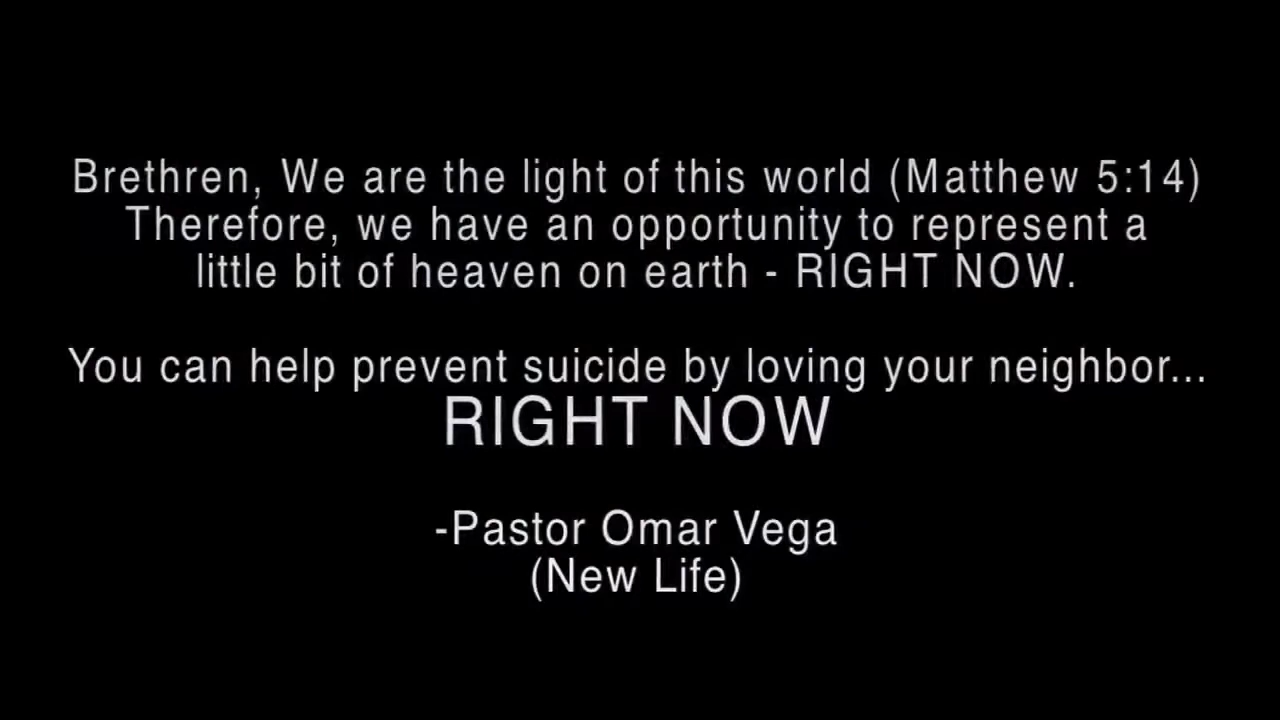 Brethren, We are the light of this world (Matthew 5:14)
Therefore, we have an opportunity to represent a
little bit of heaven on earth - RIGHT NOW.
You can help prevent suicide by loving your neighbor...
RIGHT NOW
-Pastor Omar Vega
(New Life)